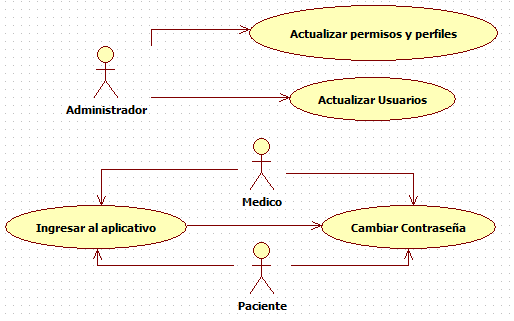 Actualizar permisos y perfiles
Administrador
Actualizar Usuarios
Medico
Ingresar al aplicativo
Cambiar Contraseña
Paciente